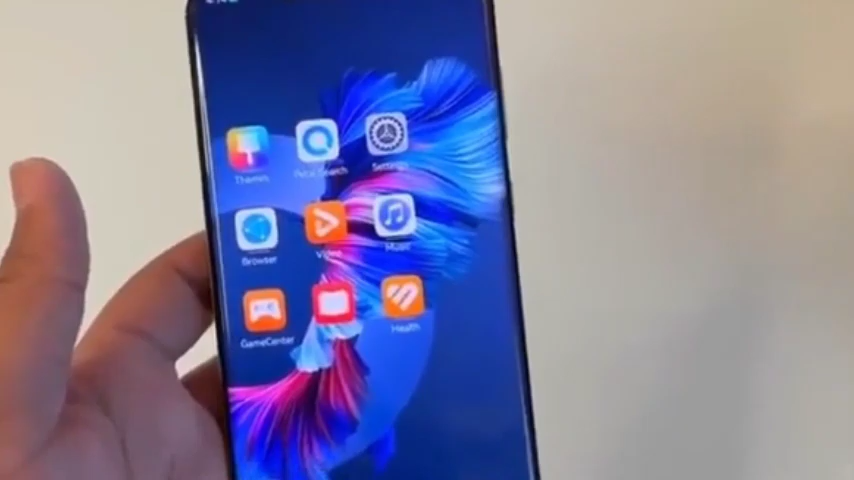 Themes
Petal Search
Settings
Browser
Video
Music
GameCenter
Health